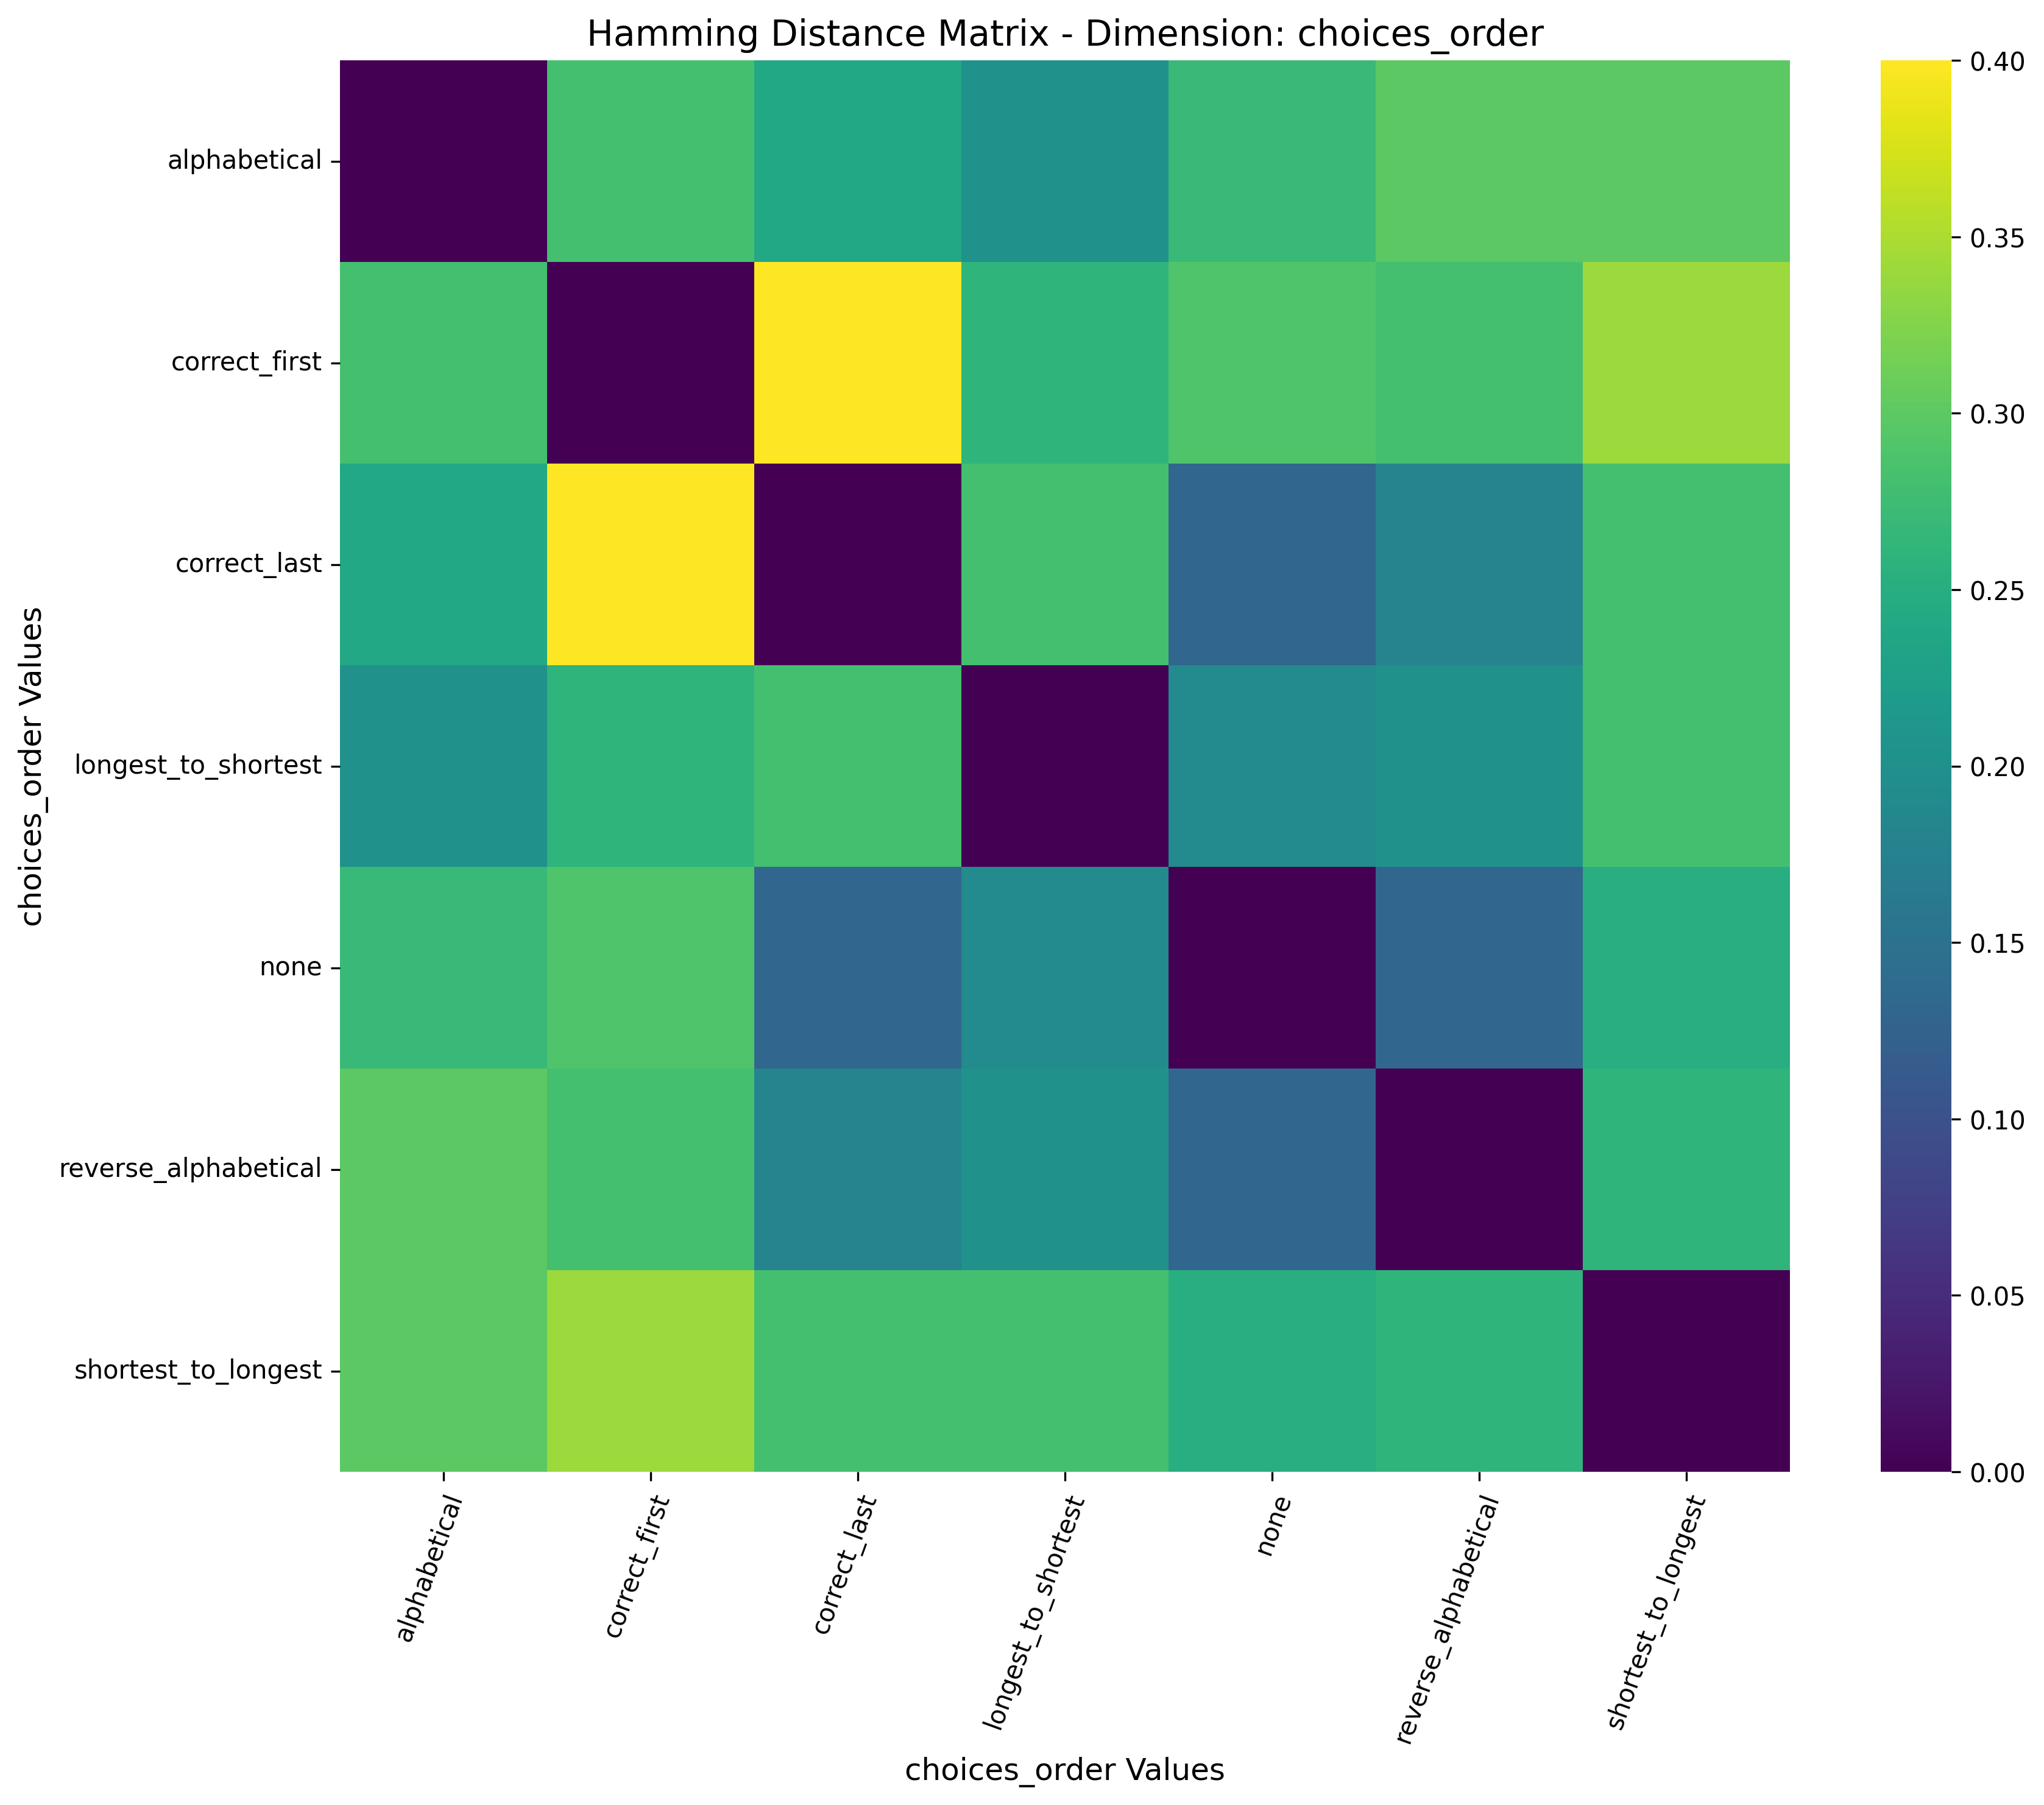 Hamming Distance Matrix - Dimension: choices_order
choices_order Values
alphabetical
correct_first
correct_last
longest_to_shortest
none
reverse_alphabetical
shortest_to_longest
alphabetical
correct_first
correct_last
longest_to_shortest
none
reverse_alphabetical
shortest_to_longest
choices_order Values
0.40
0.35
0.30
0.25
0.20
0.15
0.10
0.05
0.00